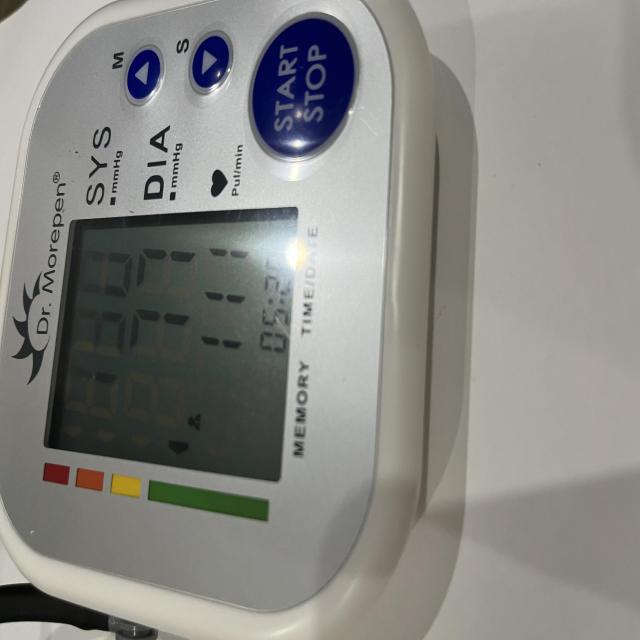 Dr. Morepen®
SYS
mmHg
DIA
mmHg
Pul/min
M
S
START
STOP
MEMORY
TIME/DATE